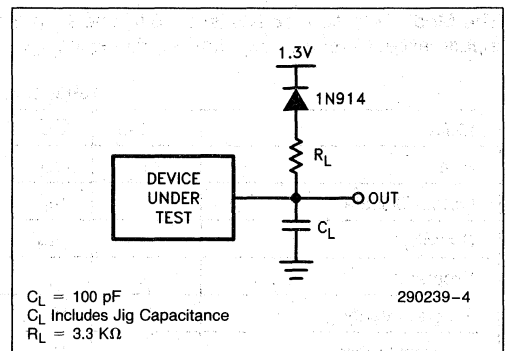 1.3V
1N914
R_L
DEVICE
UNDER
TEST
OUT
C_L
C_L = 100 pF
290239-4
C_L Includes Jig Capacitance
R_L = 3.3 KΩ